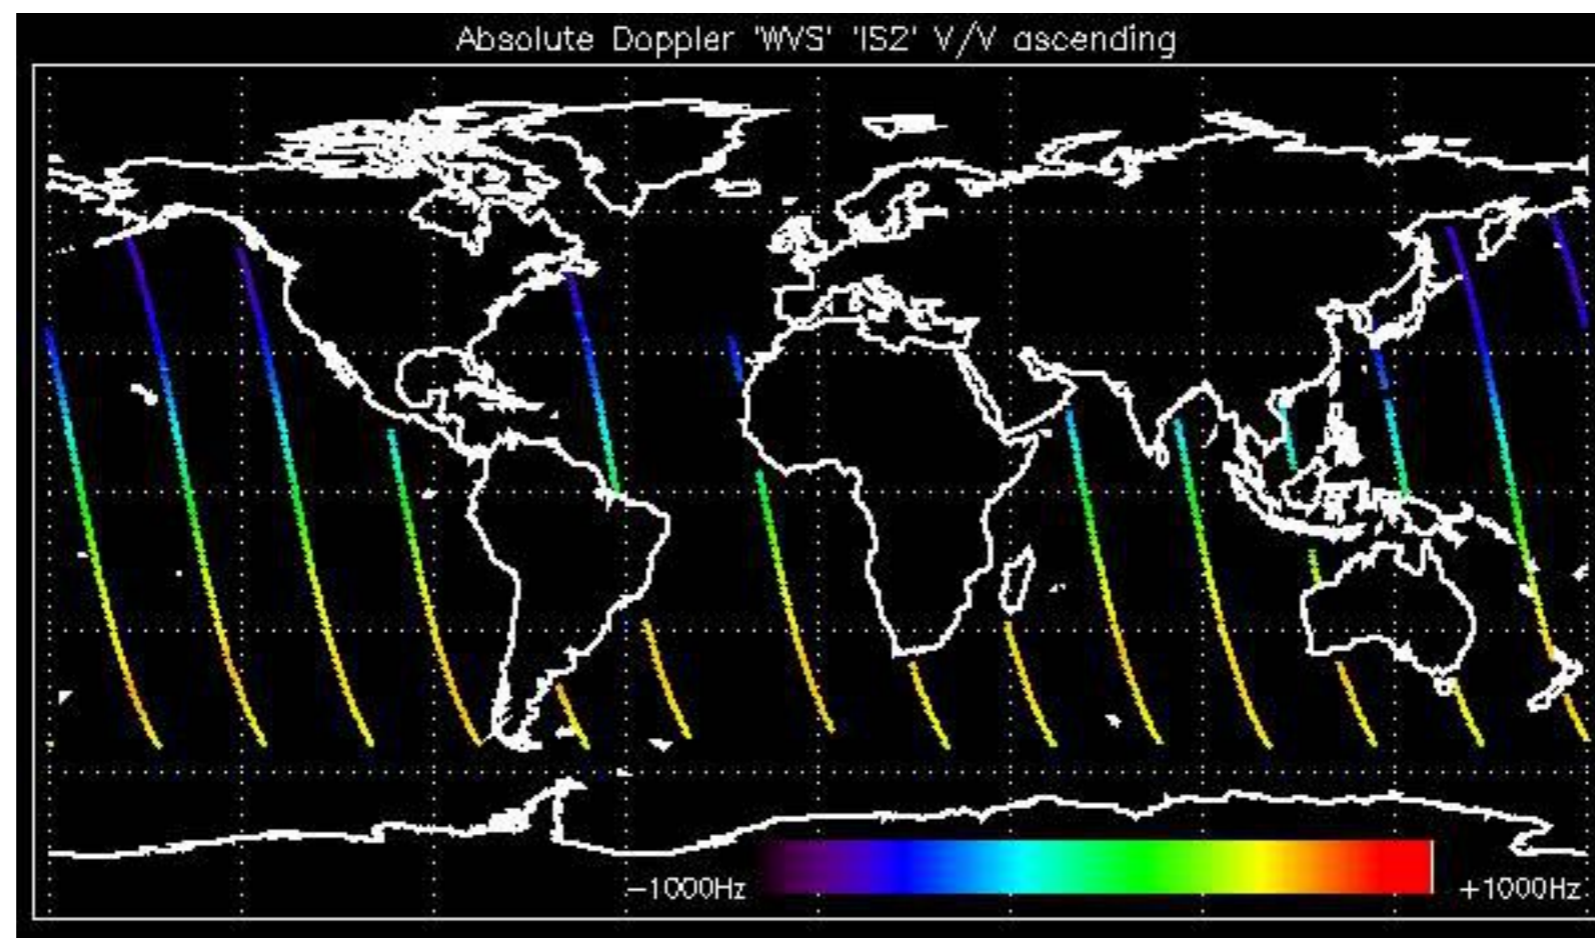 Absolute Doppler 'WVS' 'IS2' V/V ascending
−1000Hz
+1000Hz